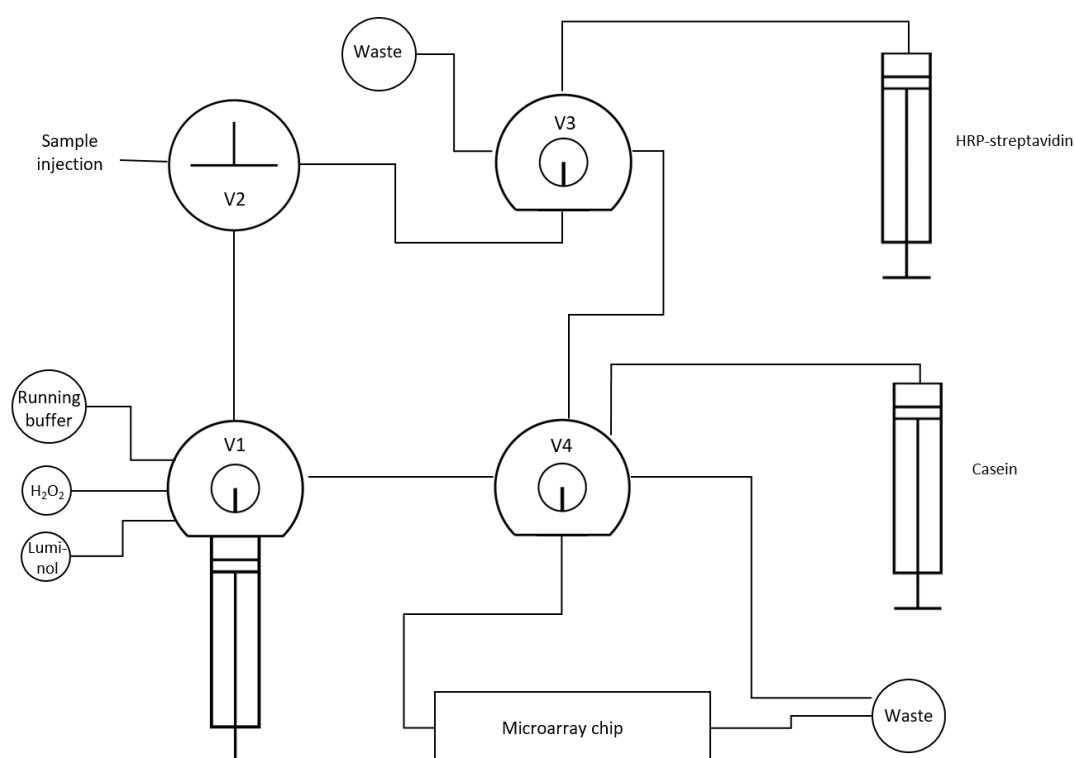 Waste
V3
HRP-streptavidin
Sample
injection
V2
Running
buffer
V1
V4
Casein
H₂O₂
Lumi-
nol
Microarray chip
Waste